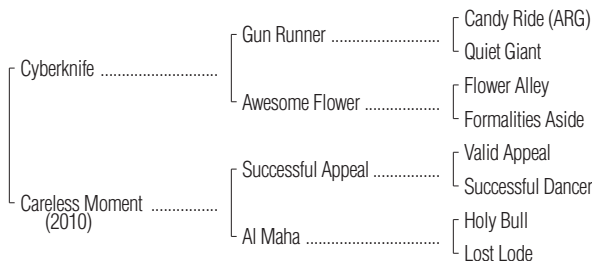 Candy Ride (ARG)
Gun Runner ........................
Quiet Giant
Cyberknife ..........................
Flower Alley
Awesome Flower .................
Formalities Aside
Valid Appeal
Successful Appeal ...............
Successful Dancer
Careless Moment ...............
(2010)
Holy Bull
Al Maha ..............................
Lost Lode